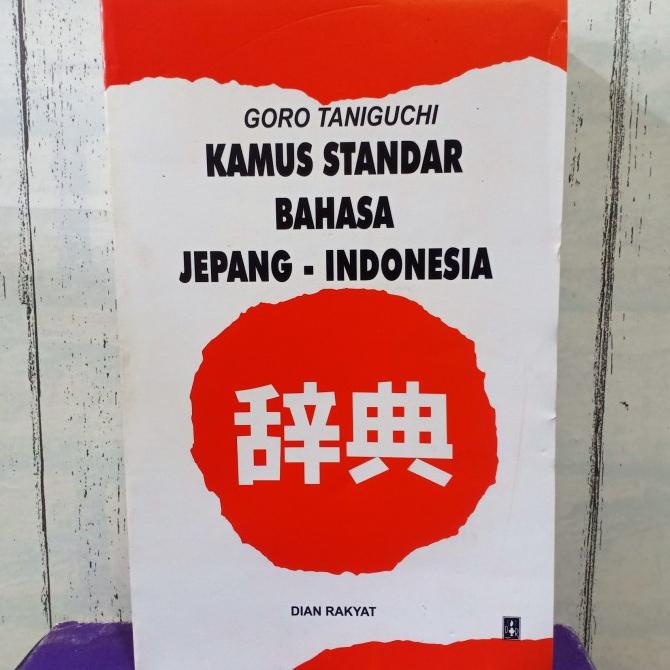 GORO TANIGUCHI
KAMUS STANDAR
BAHASA
JEPANG - INDONESIA
辞典
DIAN RAKYAT